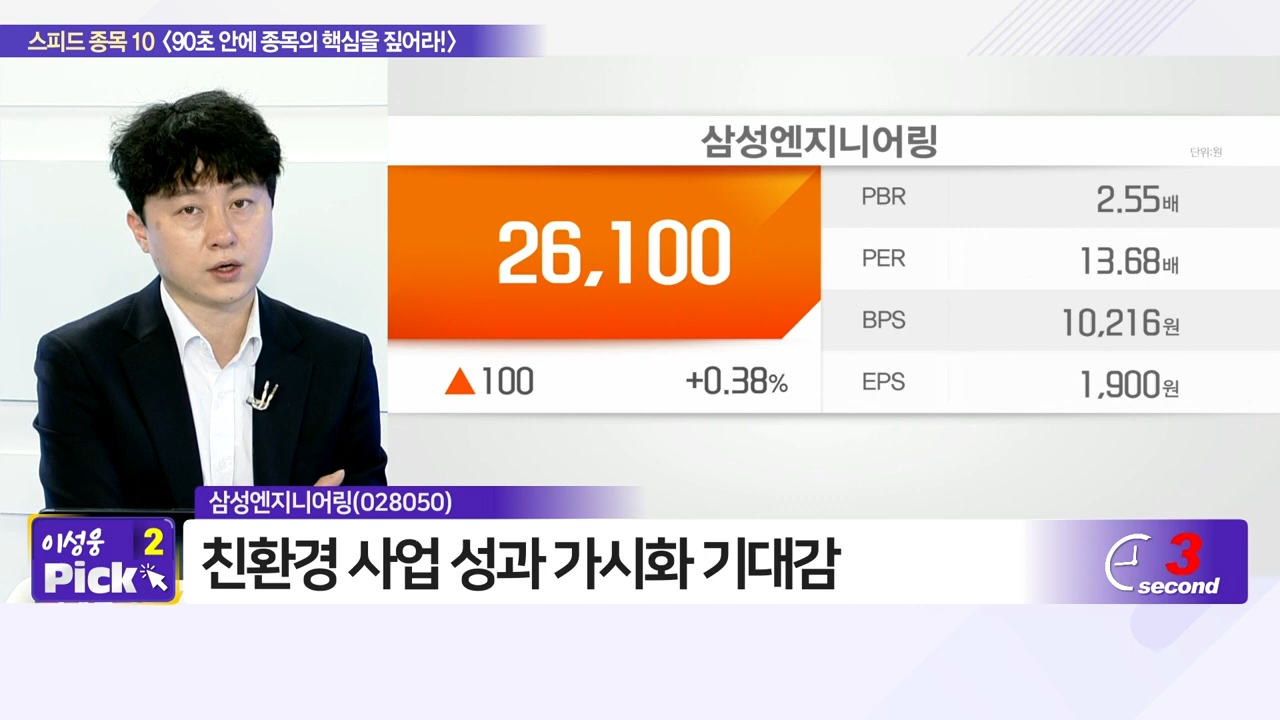 스피드 종목 10 〈90초 안에 종목의 핵심을 짚어라!〉
삼성엔지니어링
단위:원
26,100
▲100 +0.38%
PBR 2.55배
PER 13.68배
BPS 10,216원
EPS 1,900원
삼성엔지니어링(028050)
이성웅 2
Pick
친환경 사업 성과 가시화 기대감
3
second